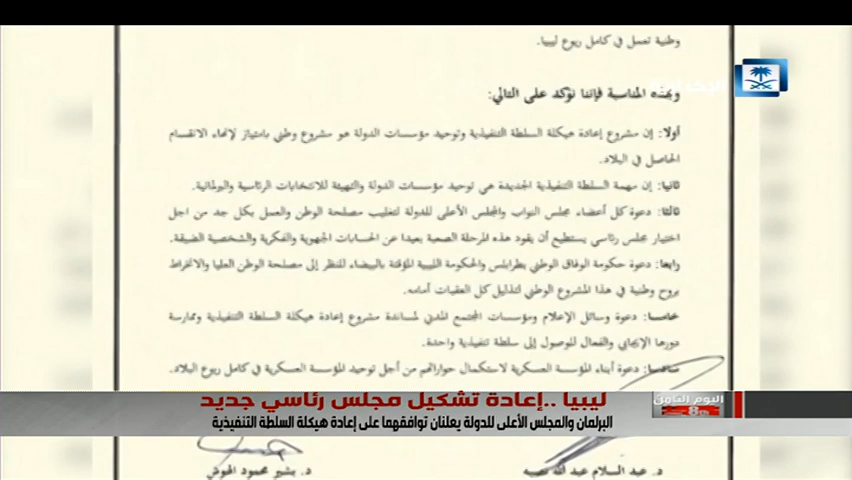 وطنية تعمل في كامل ربوع ليبيا.
وبهذه المناسبة فإننا نؤكد على التالي:
أولا: إن مشروع إعادة هيكلة السلطة التنفيذية وتوحيد مؤسسات الدولة هو مشروع وطني بامتياز لإنهاء الانقسام
الحاصل في البلاد.
ثانيا: إن مهمة السلطة التنفيذية الجديدة هي توحيد مؤسسات الدولة والتهيئة للانتخابات الرئاسية والبرلمانية.
ثالثا: دعوة كل أعضاء مجلس النواب والمجلس الأعلى للدولة لتغليب مصلحة الوطن والعمل بكل جد من اجل
اختيار مجلس رئاسي يستطيع أن يقود هذه المرحلة الصعبة بعيدا عن الحسابات الجهوية والفكرية والشخصية الضيقة.
رابعا: دعوة حكومة الوفاق الوطني بطرابلس والحكومة الليبية المؤقتة بالبيضاء للنظر إلى مصلحة الوطن العليا والانخراط
بروح وطنية في هذا المشروع الوطني لتذليل كل العقبات أمامه.
خامسا: دعوة وسائل الإعلام ومؤسسات المجتمع المدني لمساندة مشروع إعادة هيكلة السلطة التنفيذية وممارسة
دورها الإيجابي والفعال للوصول إلى سلطة تنفيذية واحدة.
سادسا: دعوة أبناء المؤسسة العسكرية لاستكمال حواراتهم من أجل توحيد المؤسسة العسكرية في كامل ربوع البلاد.
اليوم الثامن
8th
ليبيا ..إعادة تشكيل مجلس رئاسي جديد
البرلمان والمجلس الأعلى للدولة يعلنان توافقهما على إعادة هيكلة السلطة التنفيذية
د. عبد السلام عبد الله نصية
د. بشير محمود الهوش